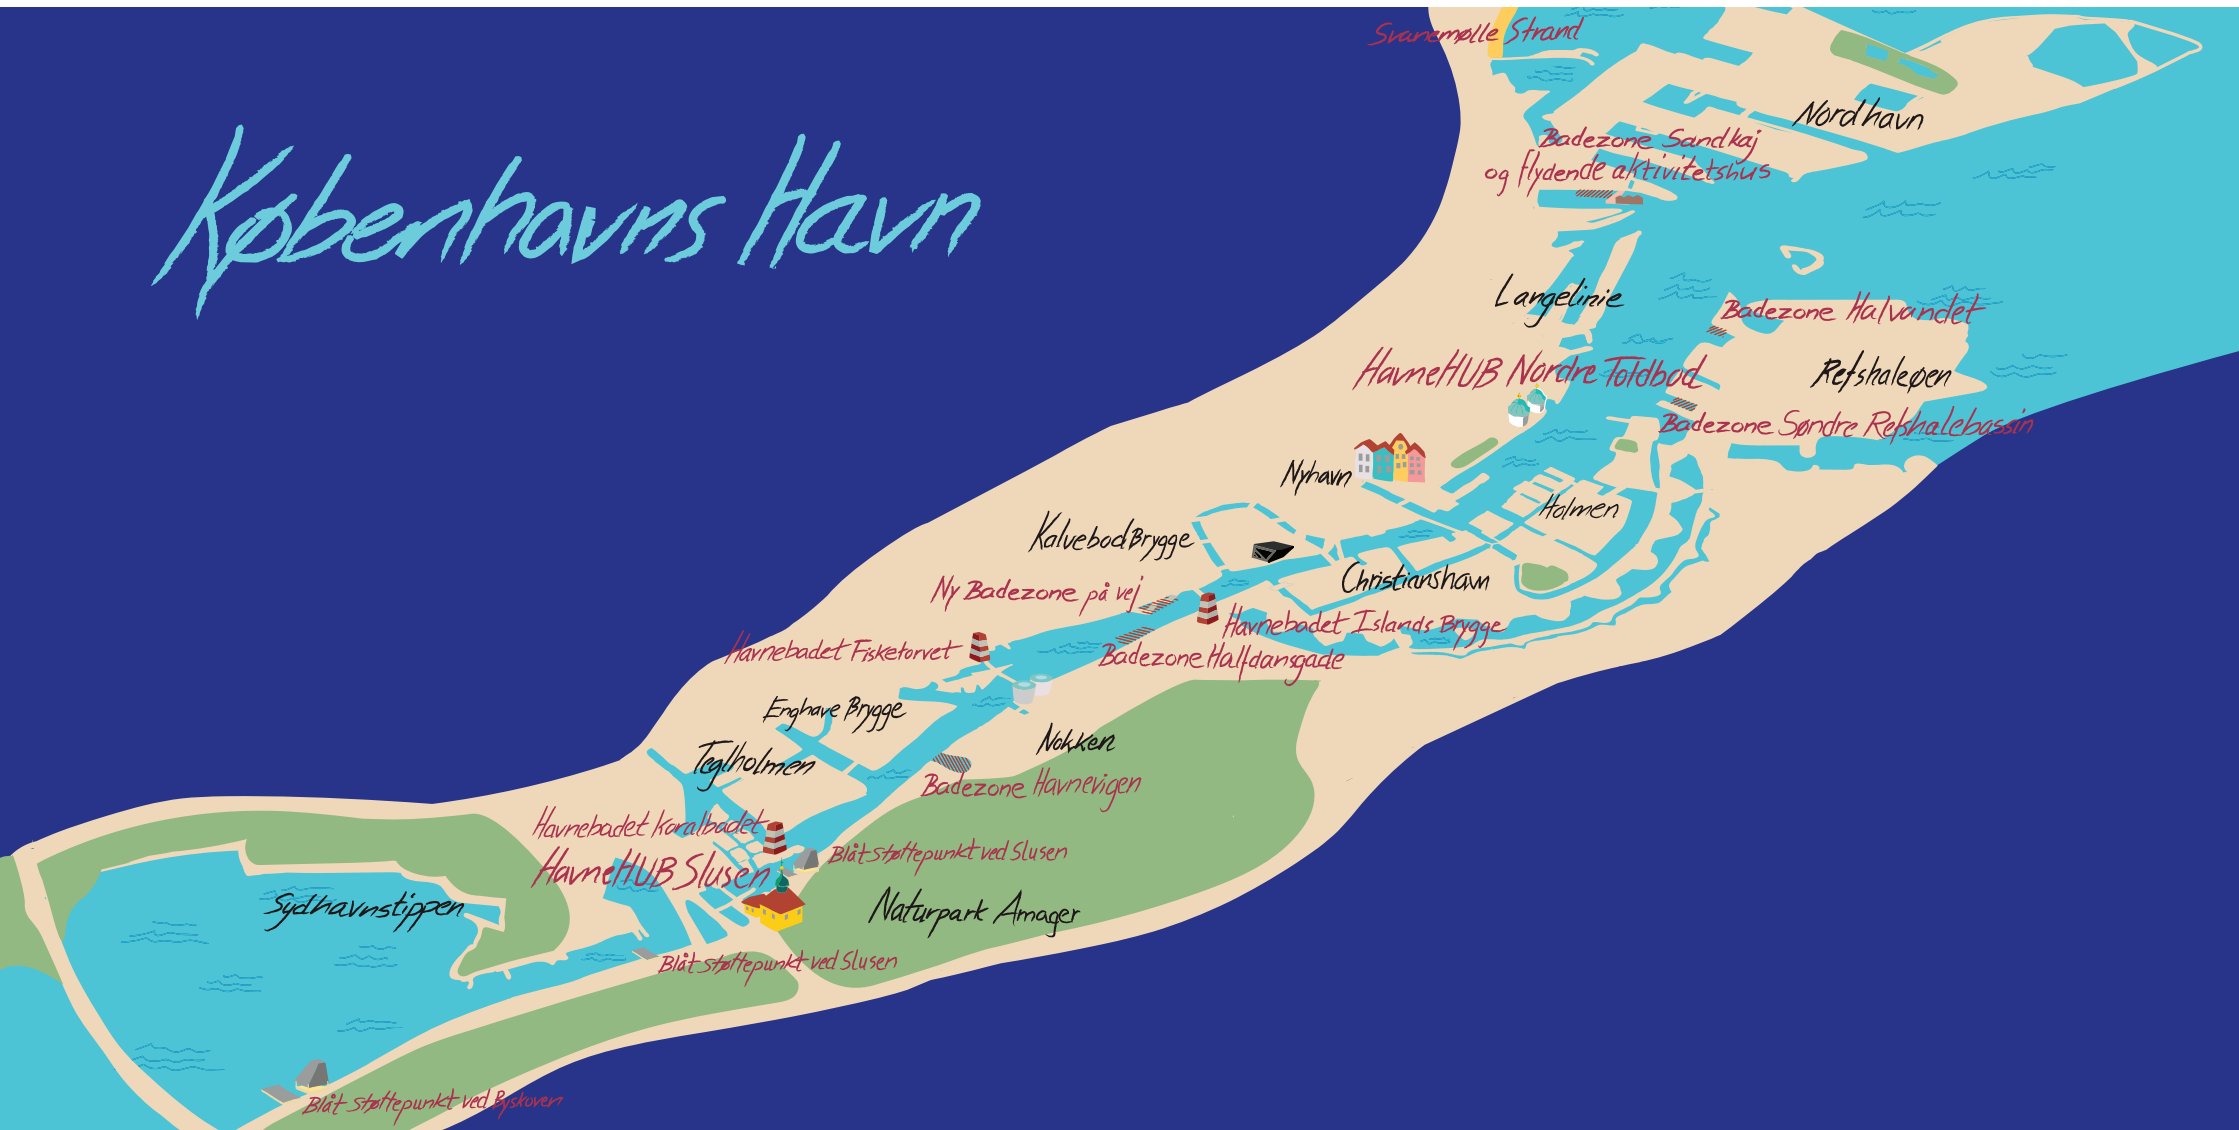 Svanemølle Strand
Nordhavn
Badezone Sandkaj
og flydende aktivitetshus
Københavns Havn
Langelinie
Badezone Halvandet
HavneHUB Nordre Toldbod
Refshaleøen
Badezone Søndre Refshalebassin
Nyhavn
Holmen
Kalvebod Brygge
Christianshavn
Ny Badezone på vej
Havnebadet Islands Brygge
Havnebadet Fisketorvet
Badezone Halfdansgade
Enghave Brygge
Nokken
Teglholmen
Badezone Havnevigen
Havnebadet Koralbadet
Blåt støttepunkt ved Slusen
HavneHUB Slusen
Sydhavnstippen
Naturpark Amager
Blåt støttepunkt ved Slusen
Blåt støttepunkt ved Byskoven